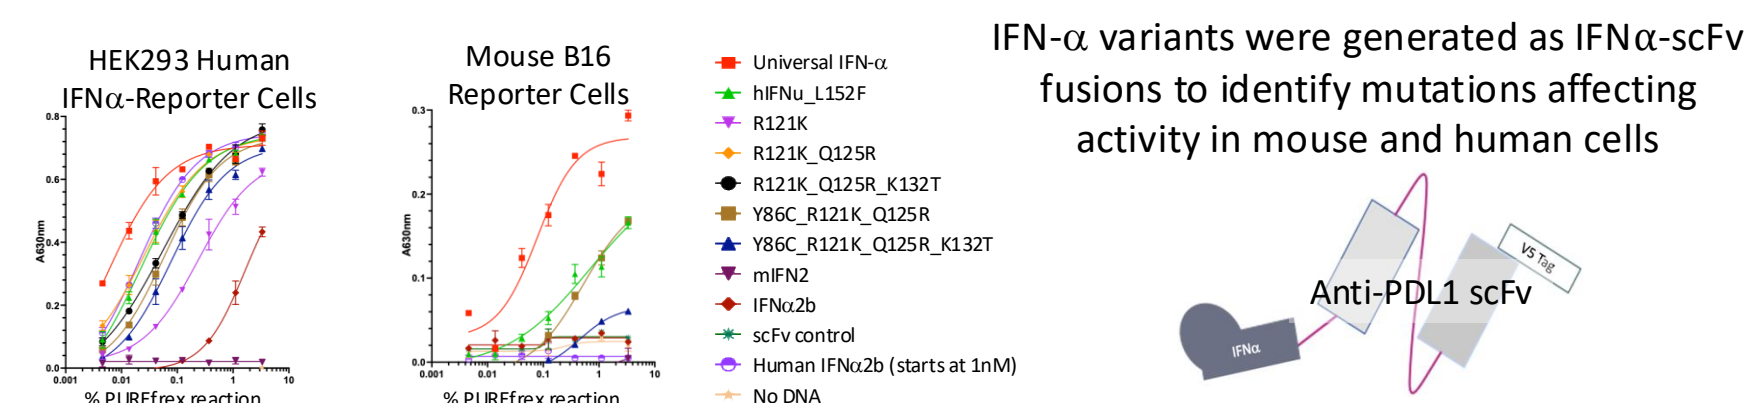 HEK293 Human
IFNα-Reporter Cells
0.8
0.6
0.4
0.2
0.0
A630nm
0.001
0.01
0.1
1
10
% PUREfrex reaction
Mouse B16
Reporter Cells
0.3
0.2
0.1
0.0
A630nm
0.001
0.01
0.1
1
10
% PUREfrex reaction
Universal IFN-α
hIFNu_L152F
R121K
R121K_Q125R
R121K_Q125R_K132T
Y86C_R121K_Q125R
Y86C_R121K_Q125R_K132T
mIFN2
IFNα2b
scFv control
Human IFNα2b (starts at 1nM)
No DNA
IFN-α variants were generated as IFNα-scFv
fusions to identify mutations affecting
activity in mouse and human cells
V5 Tag
Anti-PDL1 scFv
IFNα